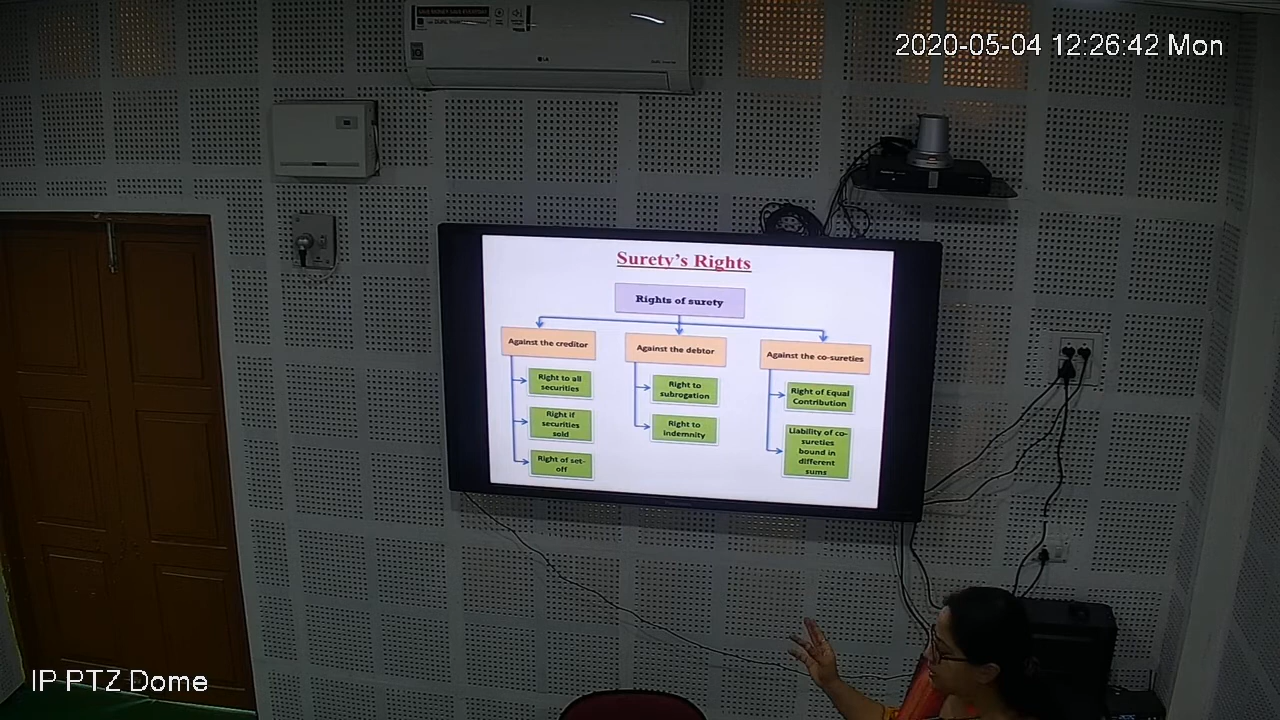 2020-05-04 12:26:42 Mon
LG
Surety's Rights
Rights of surety
Against the creditor
Right to all
securities
Right if
securities
sold
Right of set-
off
Against the debtor
Right to
subrogation
Right to
indemnity
Against the co-sureties
Right of Equal
Contribution
Liability of co-
sureties
bound in
different
sums
IP PTZ Dome